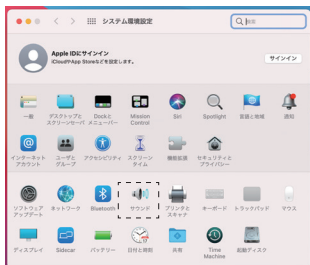 システム環境設定
検索
Apple IDにサインイン
iCloudやApp Storeなどを設定します。
サインイン
一般
デスクトップと
スクリーンセーバ
Dockと
メニューバー
Mission
Control
Siri
Spotlight
言語と地域
通知
インターネット
アカウント
ユーザと
グループ
アクセシビリティ
スクリーン
タイム
機能拡張
セキュリティと
プライバシー
ソフトウェア
アップデート
ネットワーク
Bluetooth
サウンド
プリンタと
スキャナ
キーボード
トラックパッド
マウス
ディスプレイ
Sidecar
バッテリー
日付と時刻
共有
Time
Machine
起動ディスク